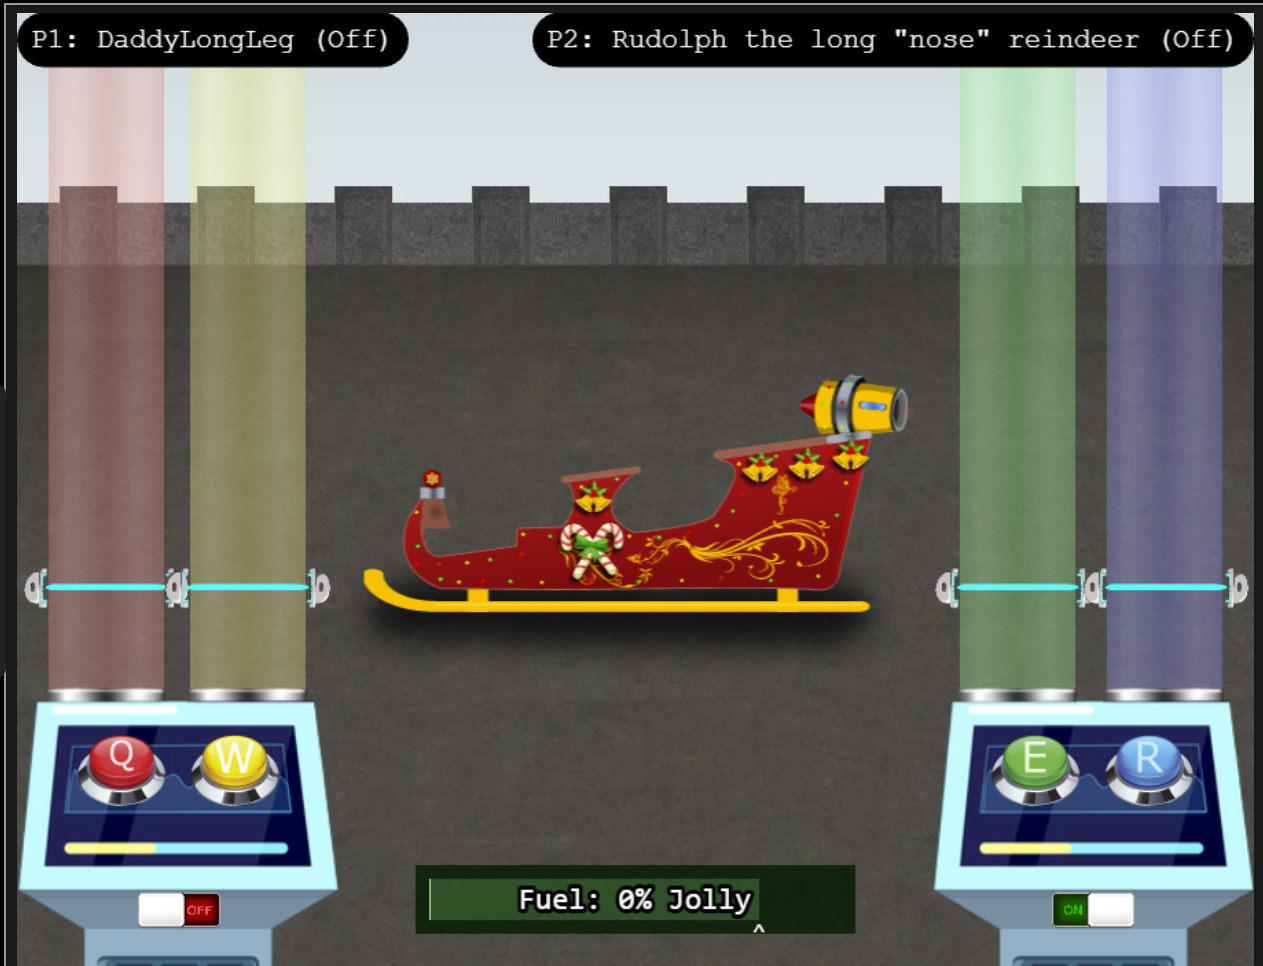 P1: DaddyLongLeg (Off)
P2: Rudolph the long "nose" reindeer (Off)
Q
W
E
R
OFF
ON
Fuel: 0% Jolly
^